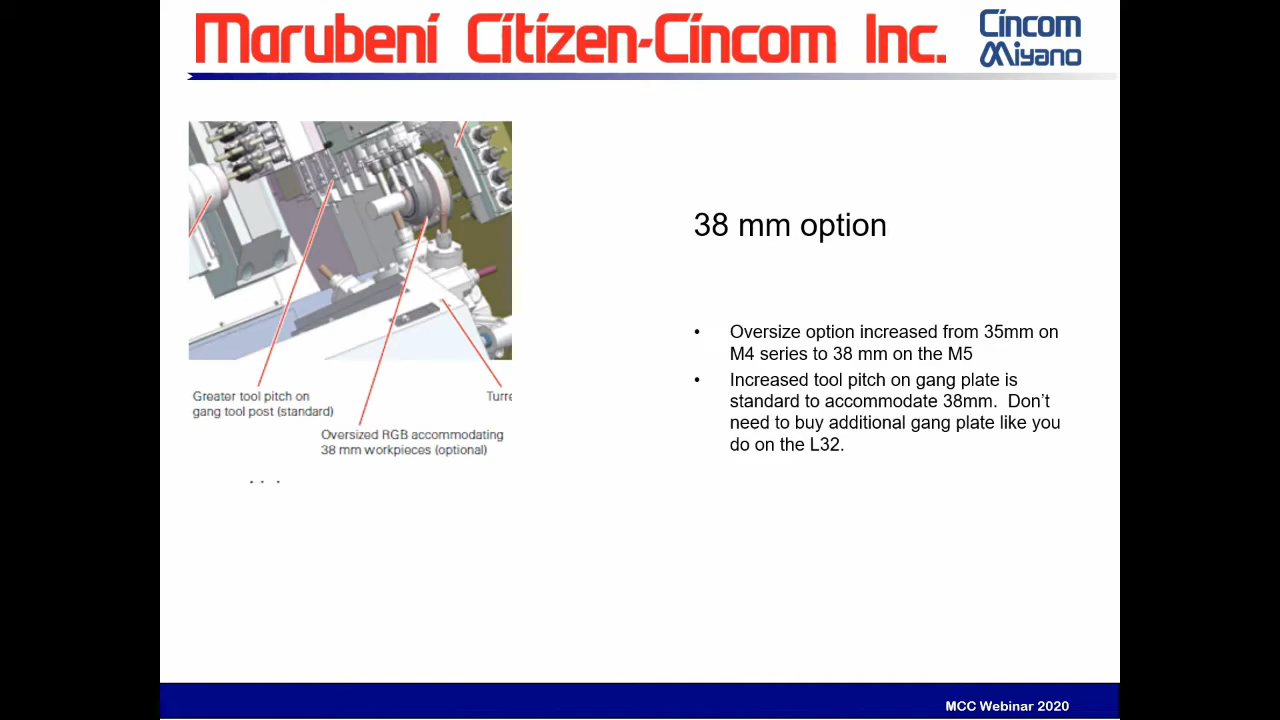 Marubeni Citizen-Cincom Inc.
Cincom
Miyano
38 mm option
Greater tool pitch on
gang tool post (standard)
Oversized RGB accommodating
38 mm workpieces (optional)
• Oversize option increased from 35mm on
M4 series to 38 mm on the M5
• Increased tool pitch on gang plate is
standard to accommodate 38mm. Don’t
need to buy additional gang plate like you
do on the L32.
MCC Webinar 2020